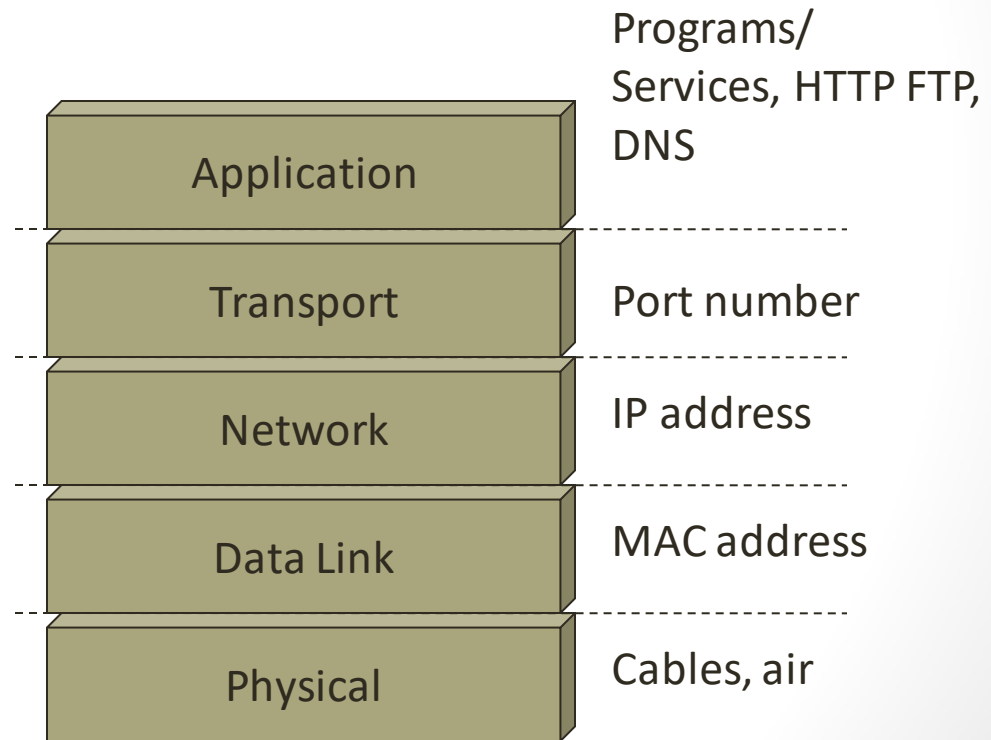 Programs/
Services, HTTP FTP,
DNS
Application
Transport
Port number
Network
IP address
Data Link
MAC address
Physical
Cables, air